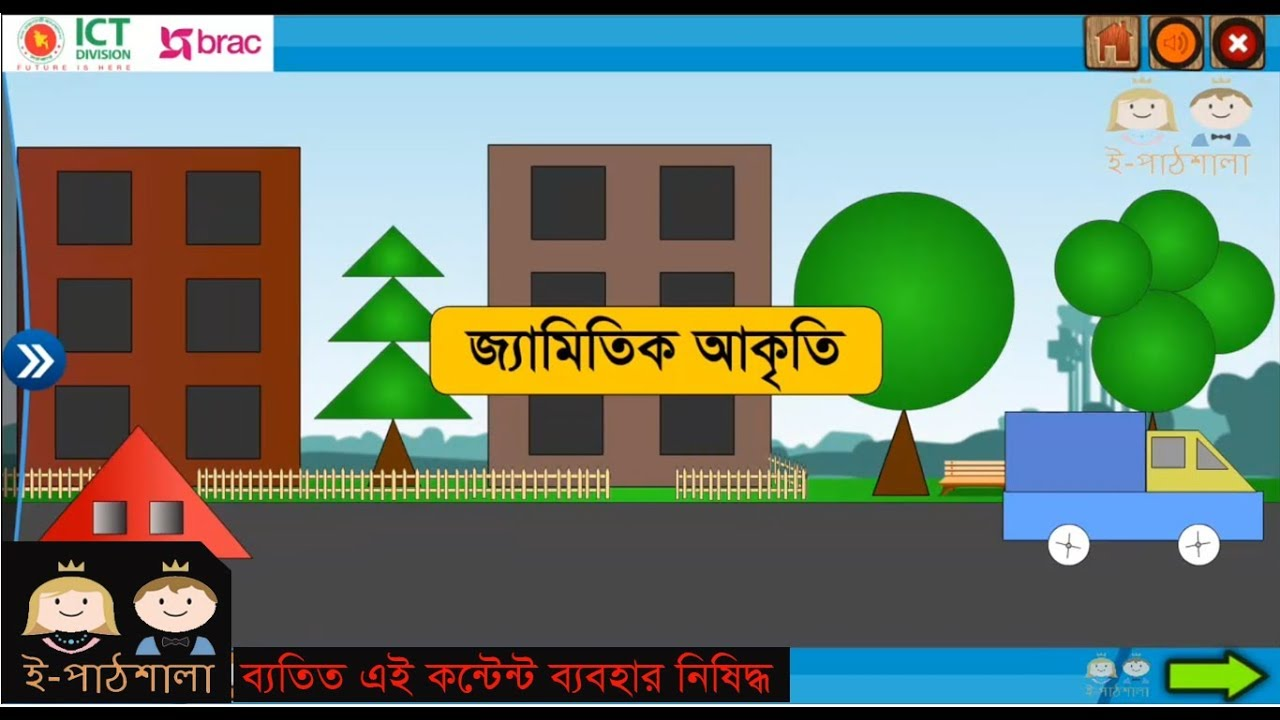 ICT
DIVISION
FUTURE IS HERE
brac
ই-পাঠশালা
জ্যামিতিক আকৃতি
ই-পাঠশালা
ব্যতিত এই কন্টেন্ট ব্যবহার নিষিদ্ধ
ই-পাঠশালা